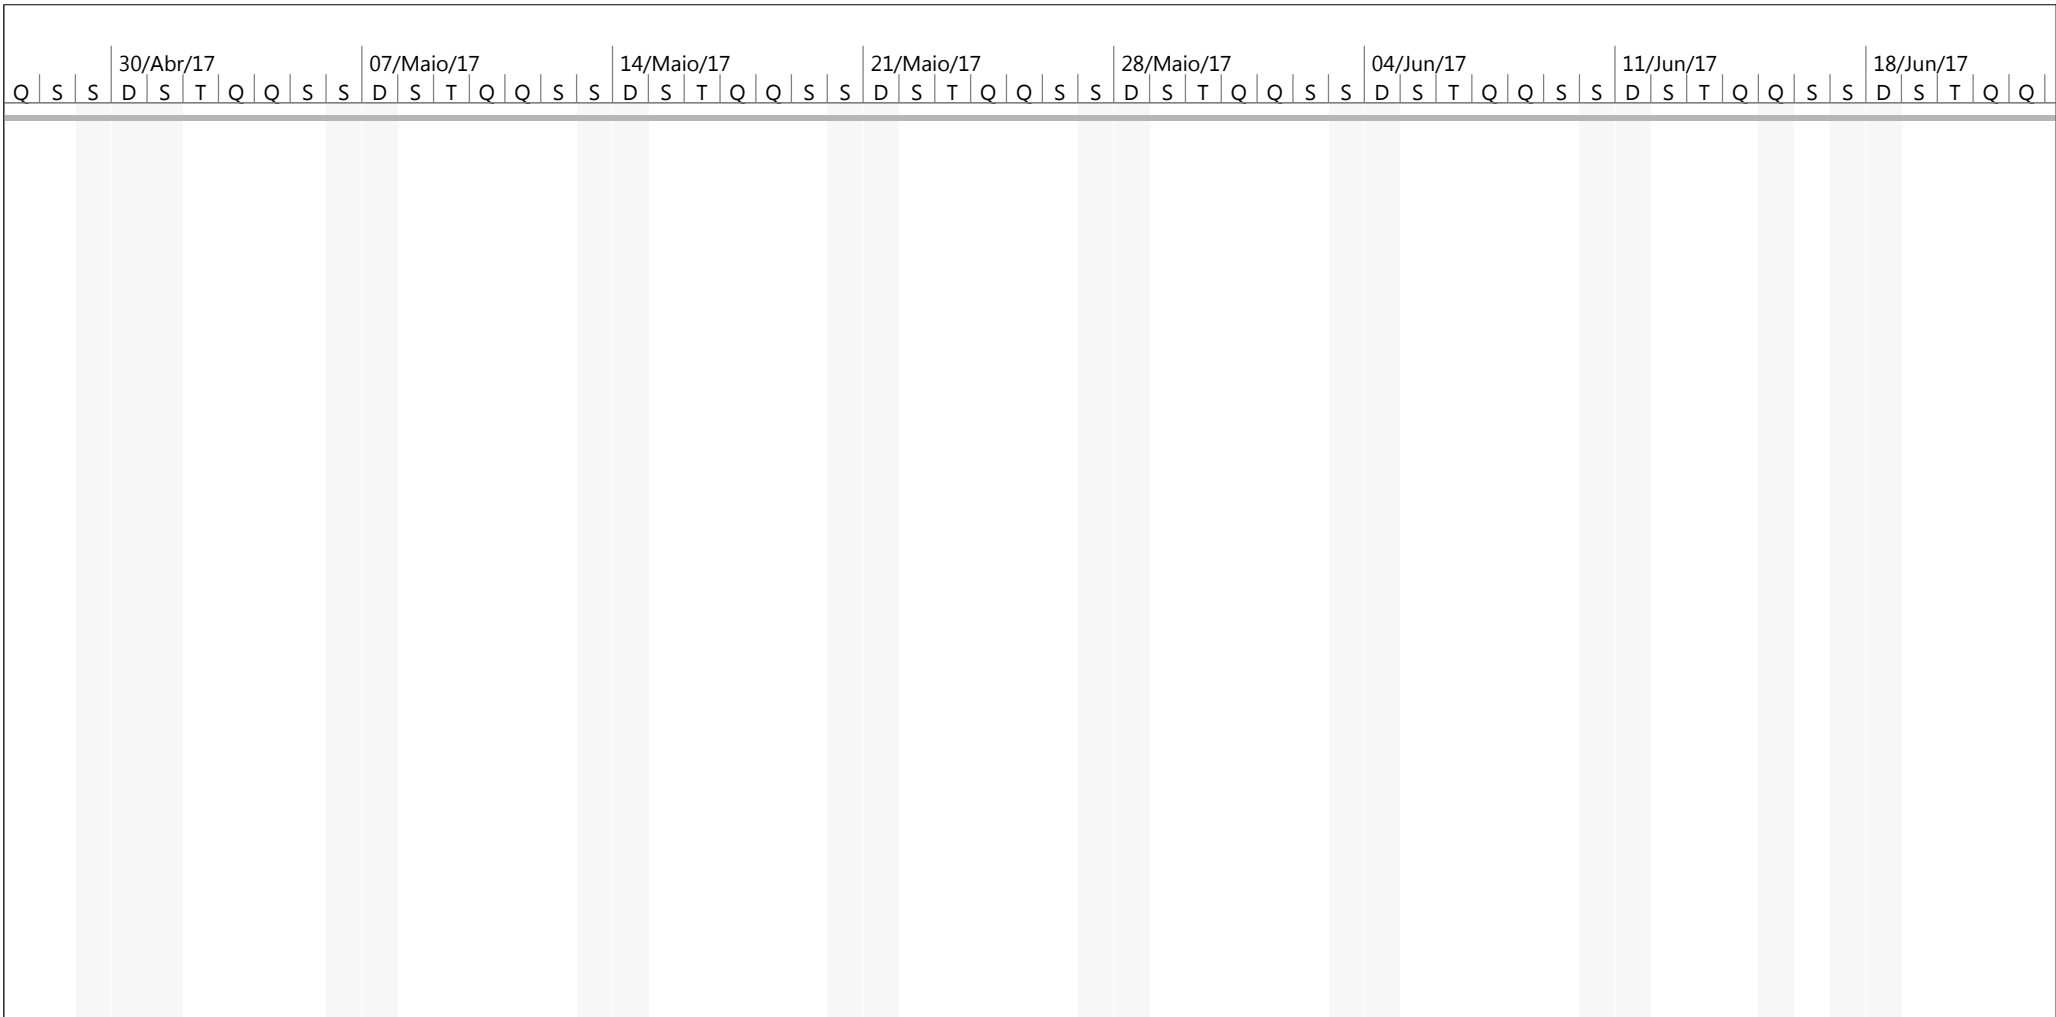 30/Abr/17 07/Maio/17 14/Maio/17 21/Maio/17 28/Maio/17 04/Jun/17 11/Jun/17 18/Jun/17
Q S S D S T Q Q S S D S T Q Q S S D S T Q Q S S D S T Q Q S S D S T Q Q S S D S T Q Q S S D S T Q Q S S D S T Q Q